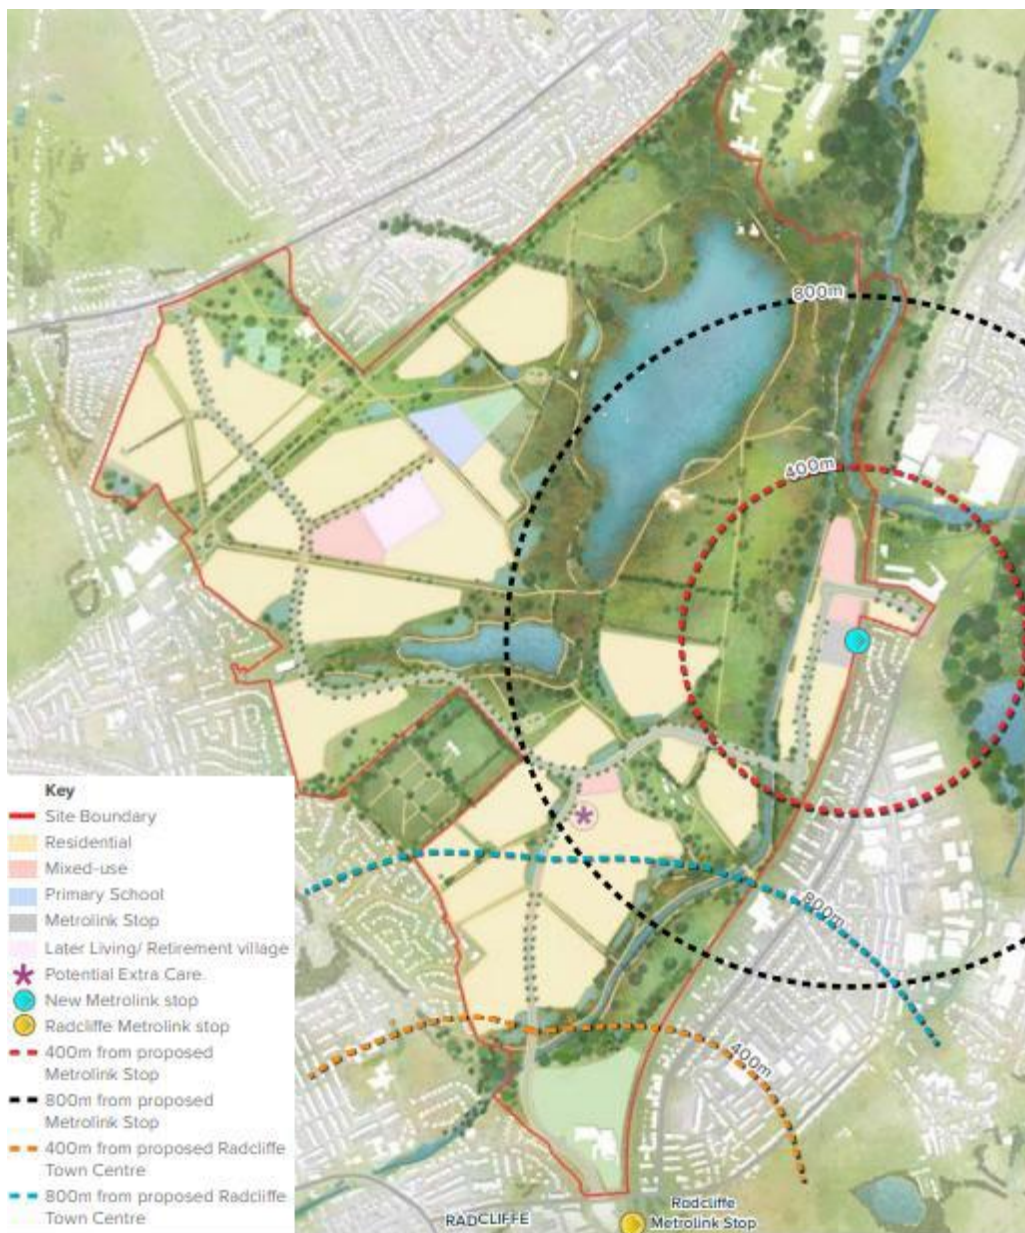 800m
400m
800m
400m
RADCLIFFE
Radcliffe
Metrolink Stop
Key
Site Boundary
Residential
Mixed-use
Primary School
Metrolink Stop
Later Living/ Retirement village
Potential Extra Care
New Metrolink stop
Radcliffe Metrolink stop
400m from proposed
Metrolink Stop
800m from proposed
Metrolink Stop
400m from proposed Radcliffe
Town Centre
800m from proposed Radcliffe
Town Centre